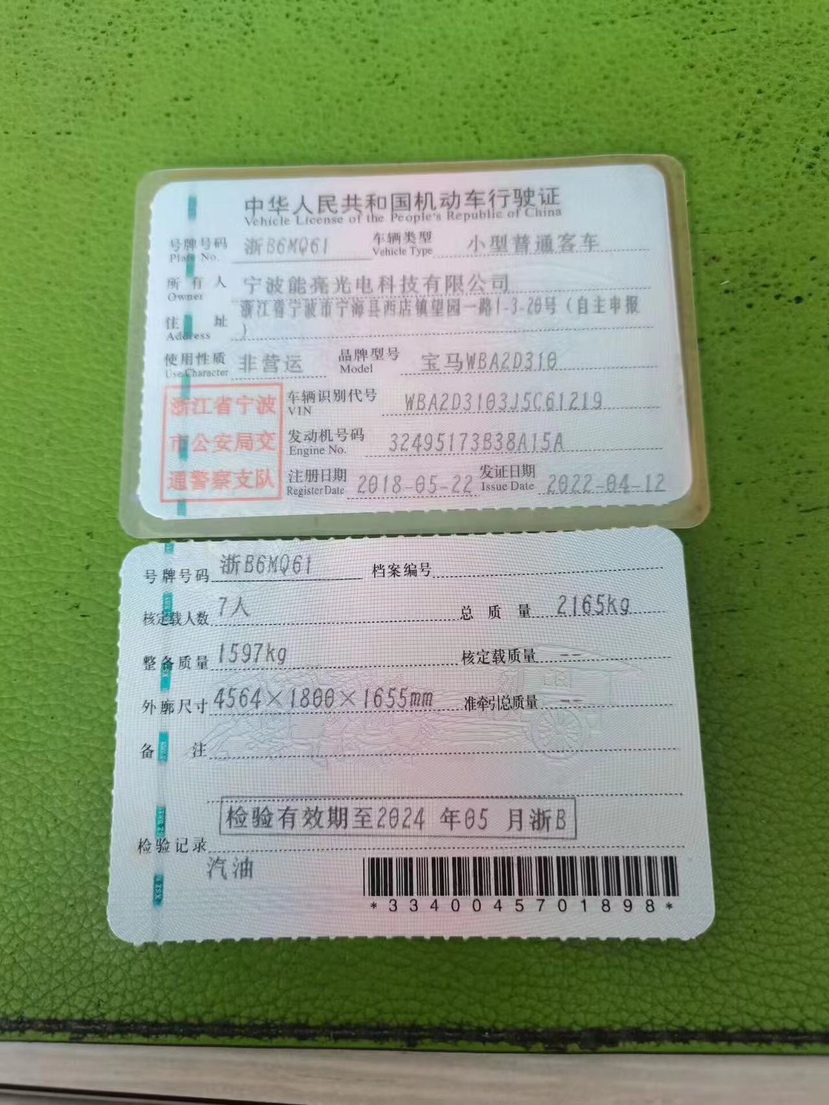 中华人民共和国机动车行驶证
Vehicle License of the People's Republic of China
号牌号码 浙B6MQ61 车辆类型 小型普通客车
Plate No. Vehicle Type
所有人 宁波能亮光电科技有限公司
Owner
住址 浙江省宁波市宁海县西店镇望园一路1-3-20号（自主申报
Address ）
使用性质 非营运 品牌型号 宝马WBA2D310
Use Character Model
浙江省宁波
市公安局交
通警察支队
车辆识别代号 WBA2D3103J5C61219
VIN
发动机号码 32495173B38A15A
Engine No.
注册日期 2018-05-22 发证日期 2022-04-12
Register Date Issue Date
号牌号码 浙B6MQ61 档案编号
核定载人数 7人 总质量 2165kg
整备质量 1597kg 核定载质量 --
外廓尺寸 4564×1800×1655mm 准牵引总质量 --
备注
检验有效期至2024 年05 月浙B
检验记录
汽油
*3340045701898*